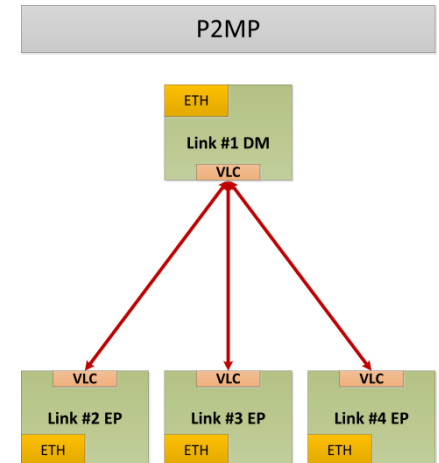 P2MP
ETH
Link #1 DM
VLC
VLC
VLC
VLC
Link #2 EP
Link #3 EP
Link #4 EP
ETH
ETH
ETH